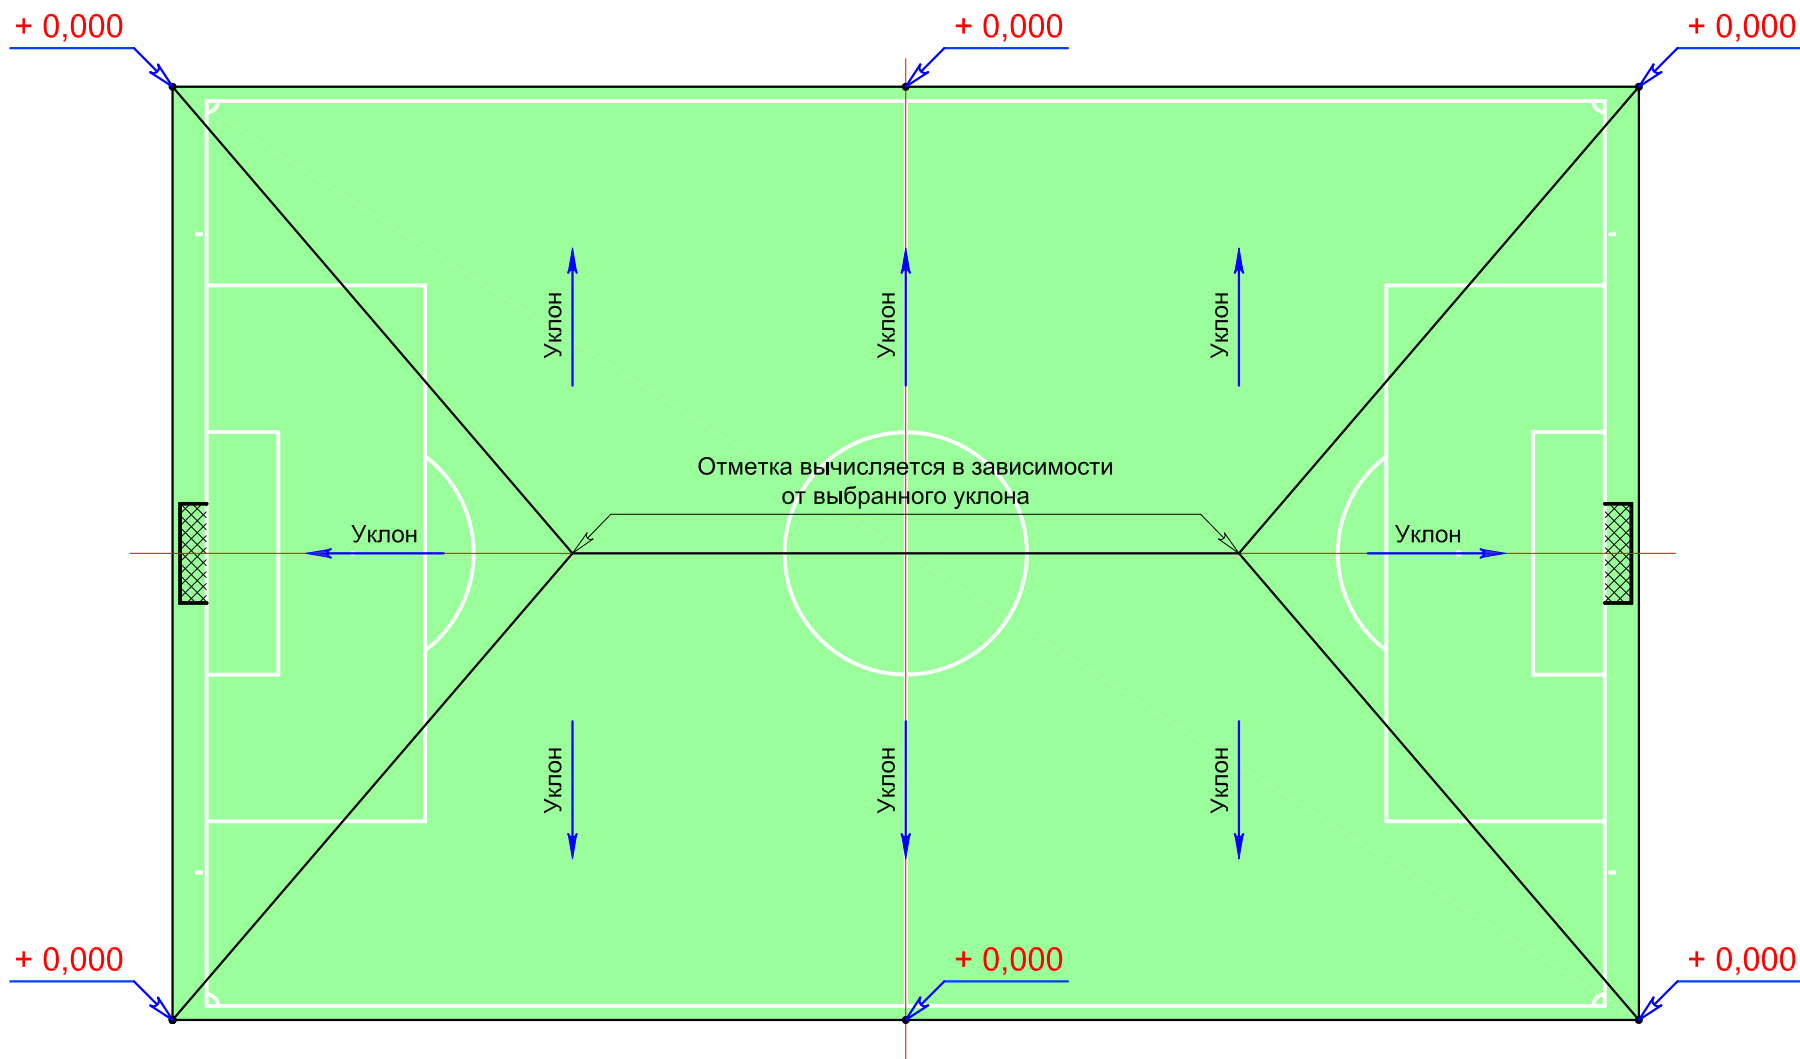 + 0,000
+ 0,000
+ 0,000
Уклон
Уклон
Уклон
Отметка вычисляется в зависимости
от выбранного уклона
Уклон
Уклон
Уклон
Уклон
Уклон
+ 0,000
+ 0,000
+ 0,000